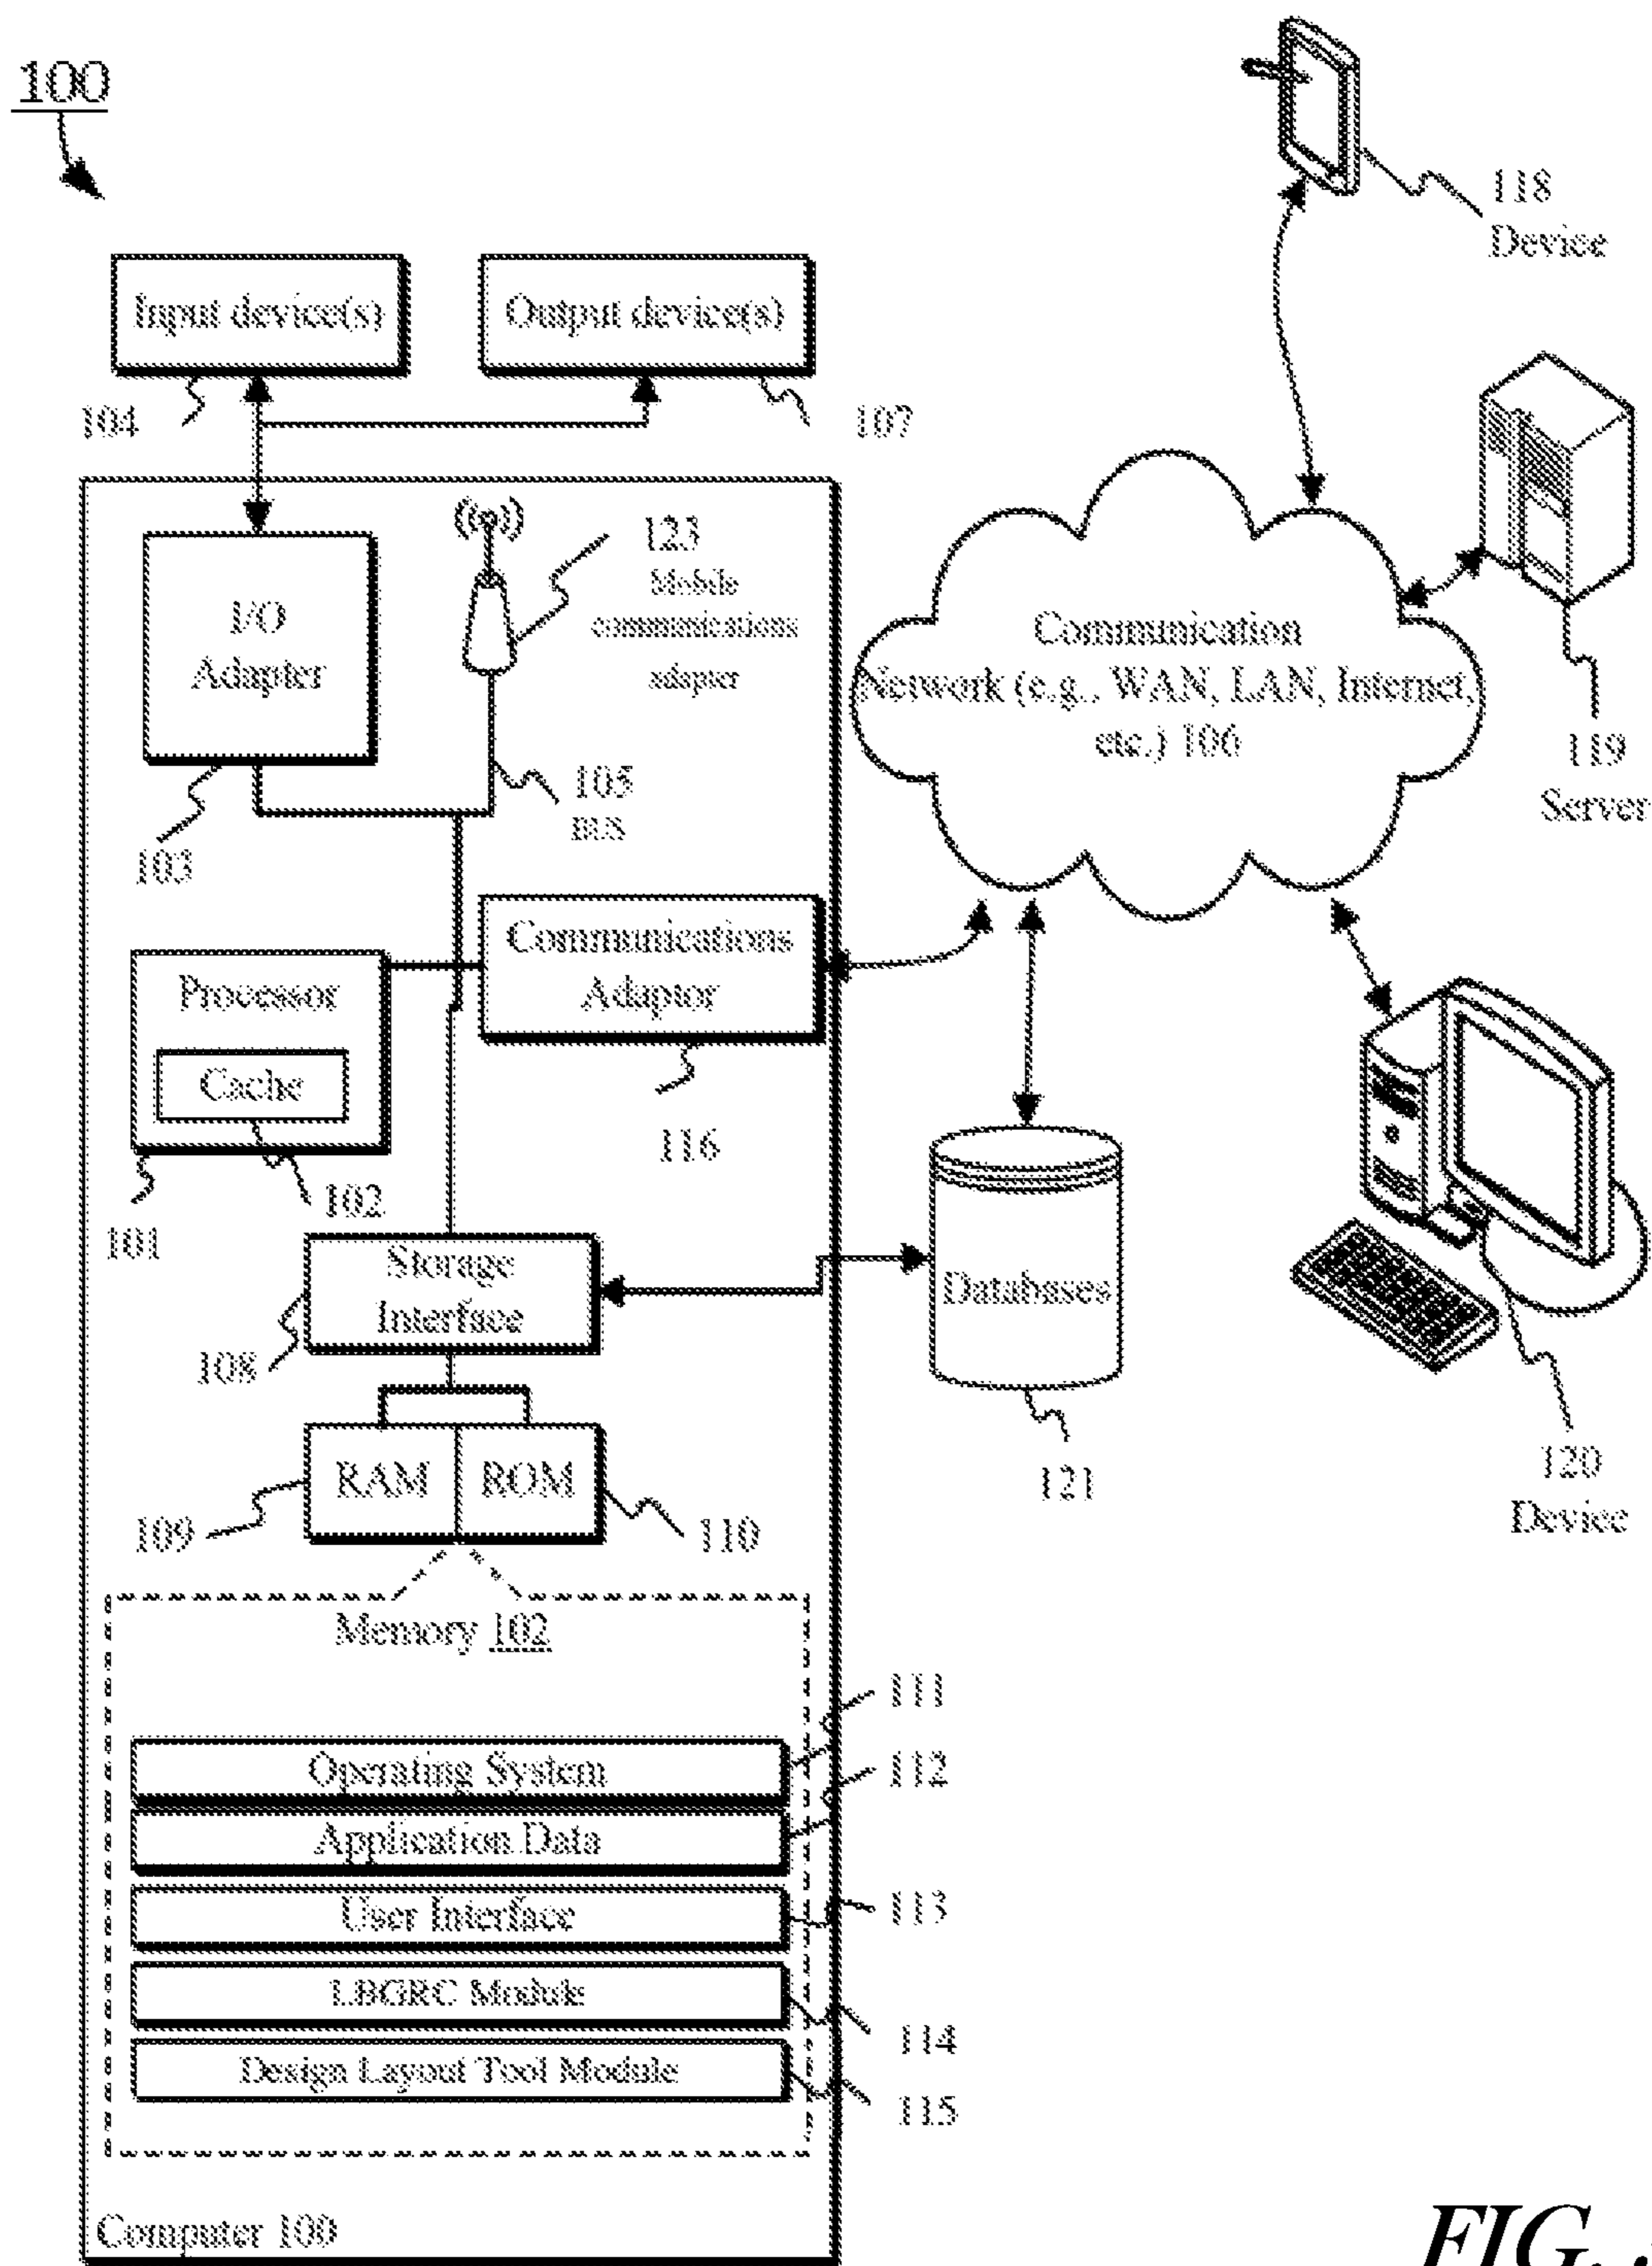 100
118
Device
Input device(s)
Output device(s)
104
107
123
Mobile
communications
adapter
I/O
Adapter
Communication
Network (e.g., WAN, LAN, Internet,
etc.) 106
119
Server
105
BUS
103
Communications
Adaptor
Processor
Cache
116
102
101
Storage
Interface
Databases
108
121
120
Device
RAM
ROM
109
110
Memory 102
111
Operating System
112
Application Data
113
User Interface
LBGRC Module
114
Design Layout Tool Module
115
Computer 100
FIG.